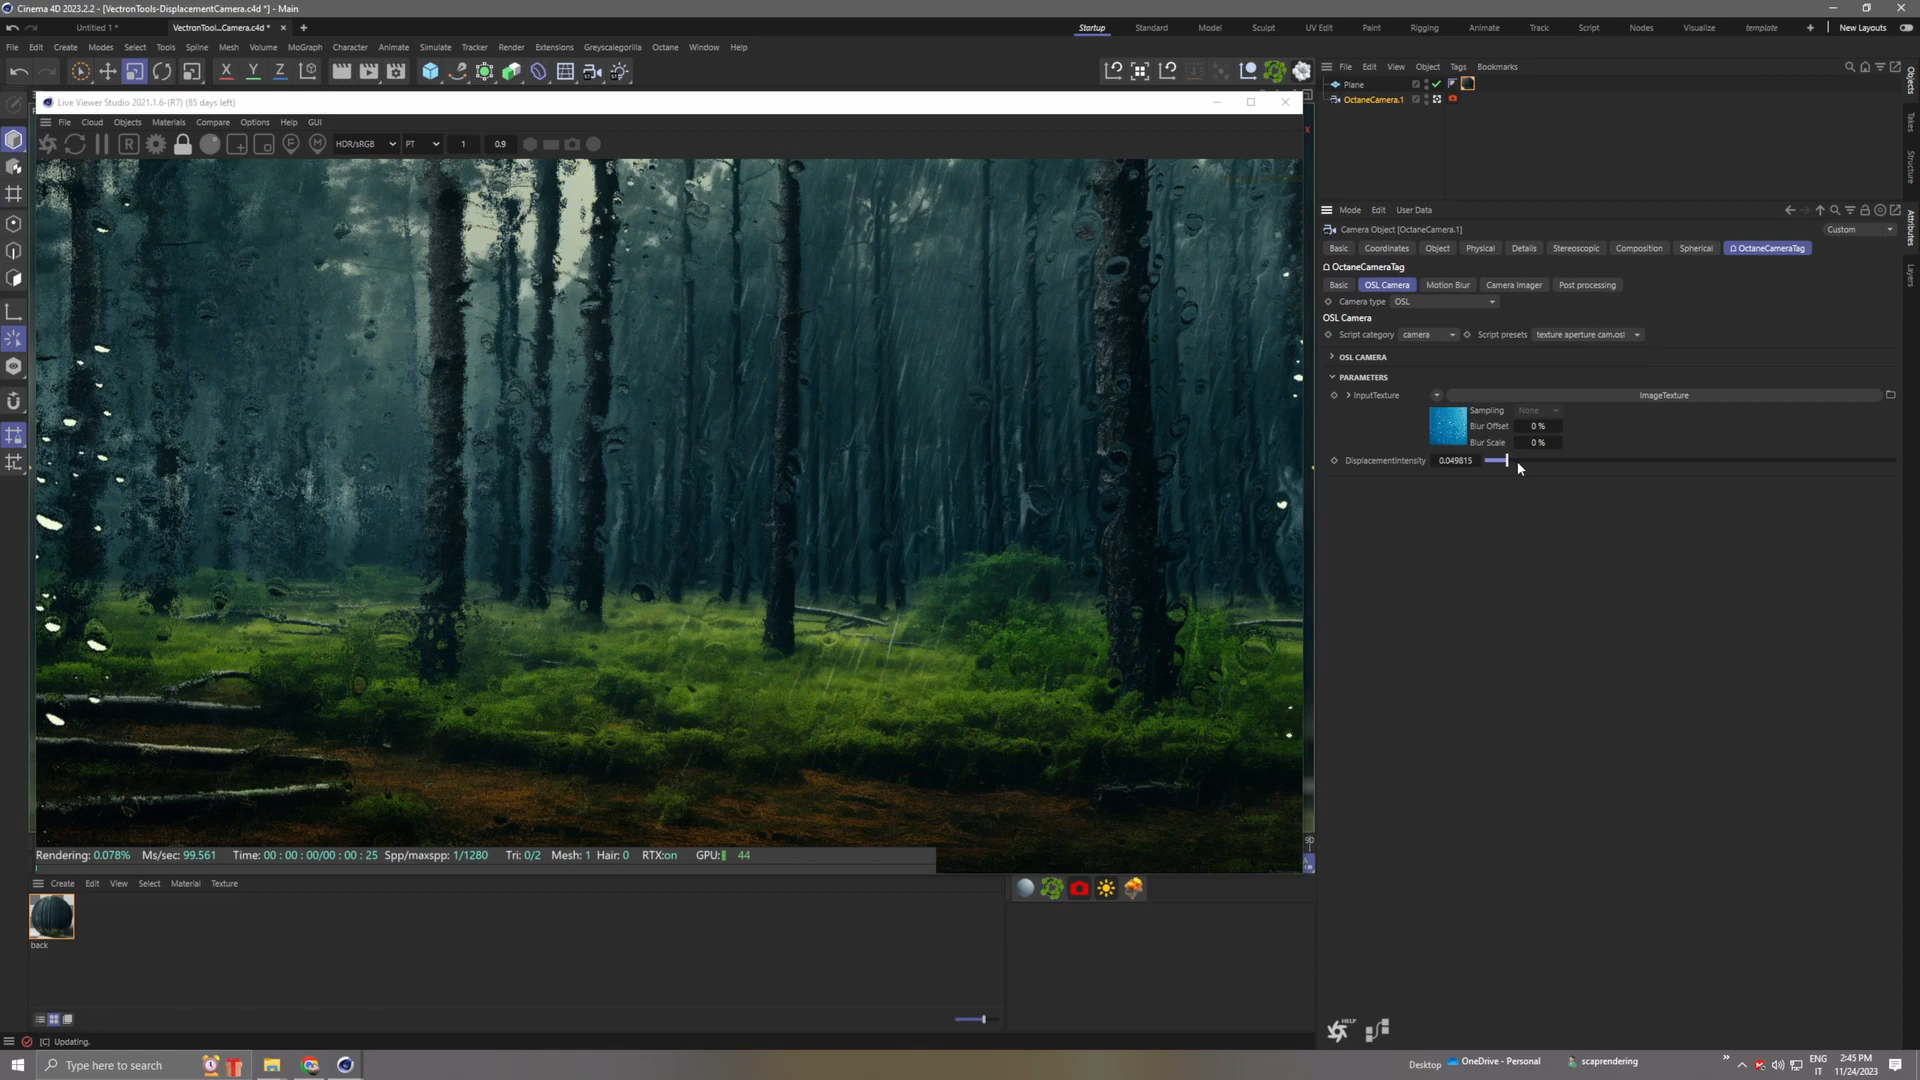 Cinema 4D 2023.2.2 - [VectronTools-DisplacementCamera.c4d *] - Main
Untitled 1 *
VectronTool...Camera.c4d *
Startup Standard Model Sculpt UV Edit Paint Rigging Animate Track Script Nodes Visualize template New Layouts
File Edit Create Modes Select Tools Spline Mesh Volume MoGraph Character Animate Simulate Tracker Render Extensions Greyscalegorilla Octane Window Help
X Y Z
File Edit View Object Tags Bookmarks
Plane
OctaneCamera.1
Live Viewer Studio 2021.1.6-(R7) (85 days left)
File Cloud Objects Materials Compare Options Help GUI
HDR/sRGB PT 1 0.9
Mode Edit User Data
Camera Object [OctaneCamera.1]
Custom
Basic Coordinates Object Physical Details Stereoscopic Composition Spherical OctaneCameraTag
OctaneCameraTag
Basic OSL Camera Motion Blur Camera Imager Post processing
Camera type OSL
OSL Camera
Script category camera Script presets texture aperture cam.osl
OSL CAMERA
PARAMETERS
InputTexture ImageTexture
Sampling None
Blur Offset 0 %
Blur Scale 0 %
DisplacementIntensity 0.049815
Objects
Takes
Structure
Attributes
Layers
Rendering: 0.078% Ms/sec: 99.561 Time: 00 : 00 : 00/00 : 00 : 25 Spp/maxspp: 1/1280 Tri: 0/2 Mesh: 1 Hair: 0 RTX:on GPU: 44
90
Create Edit View Select Material Texture
back
HELP
[C] Updating.
Type here to search
Desktop OneDrive - Personal scaprendering
ENG
IT
2:45 PM
11/24/2023